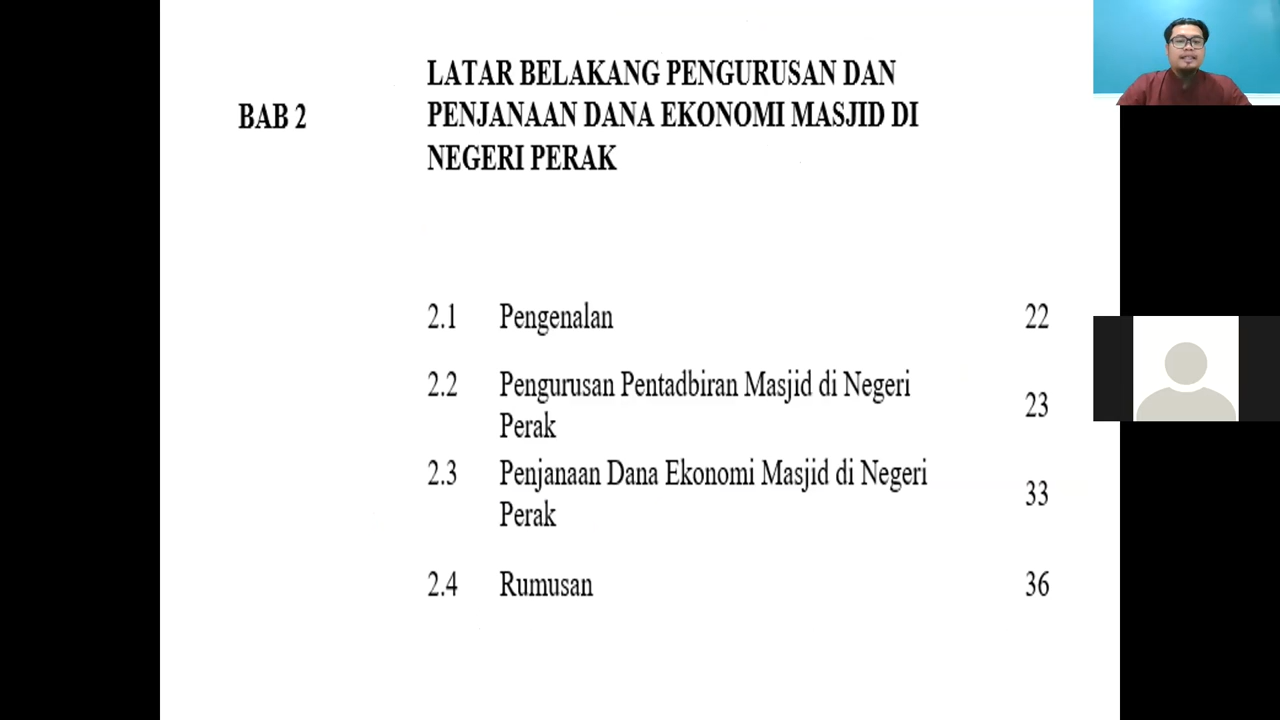 BAB 2
LATAR BELAKANG PENGURUSAN DAN
PENJANAAN DANA EKONOMI MASJID DI
NEGERI PERAK
2.1 Pengenalan 22
2.2 Pengurusan Pentadbiran Masjid di Negeri
Perak 23
2.3 Penjanaan Dana Ekonomi Masjid di Negeri
Perak 33
2.4 Rumusan 36